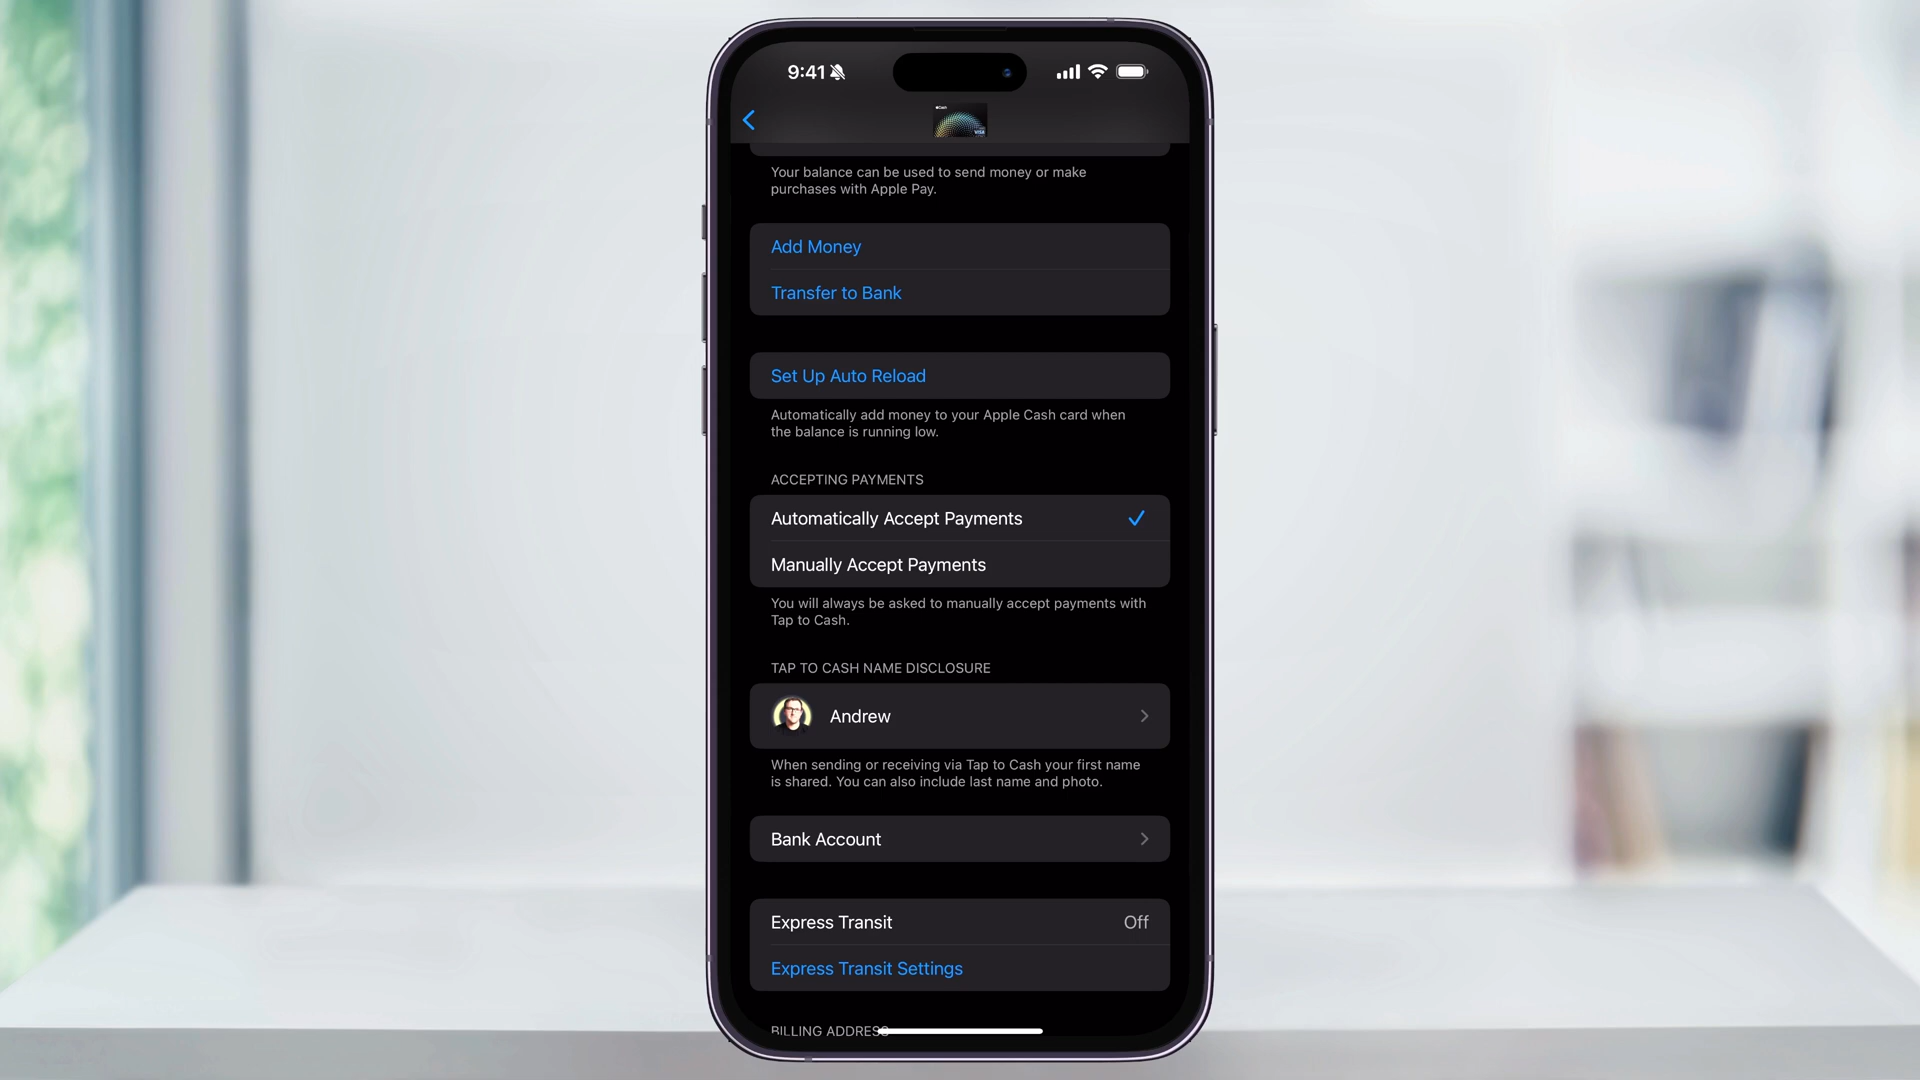 9:41
Cash
VISA
Your balance can be used to send money or make
purchases with Apple Pay.
Add Money
Transfer to Bank
Set Up Auto Reload
Automatically add money to your Apple Cash card when
the balance is running low.
ACCEPTING PAYMENTS
Automatically Accept Payments
Manually Accept Payments
You will always be asked to manually accept payments with
Tap to Cash.
TAP TO CASH NAME DISCLOSURE
Andrew
When sending or receiving via Tap to Cash your first name
is shared. You can also include last name and photo.
Bank Account
Express Transit Off
Express Transit Settings
BILLING ADDRESS